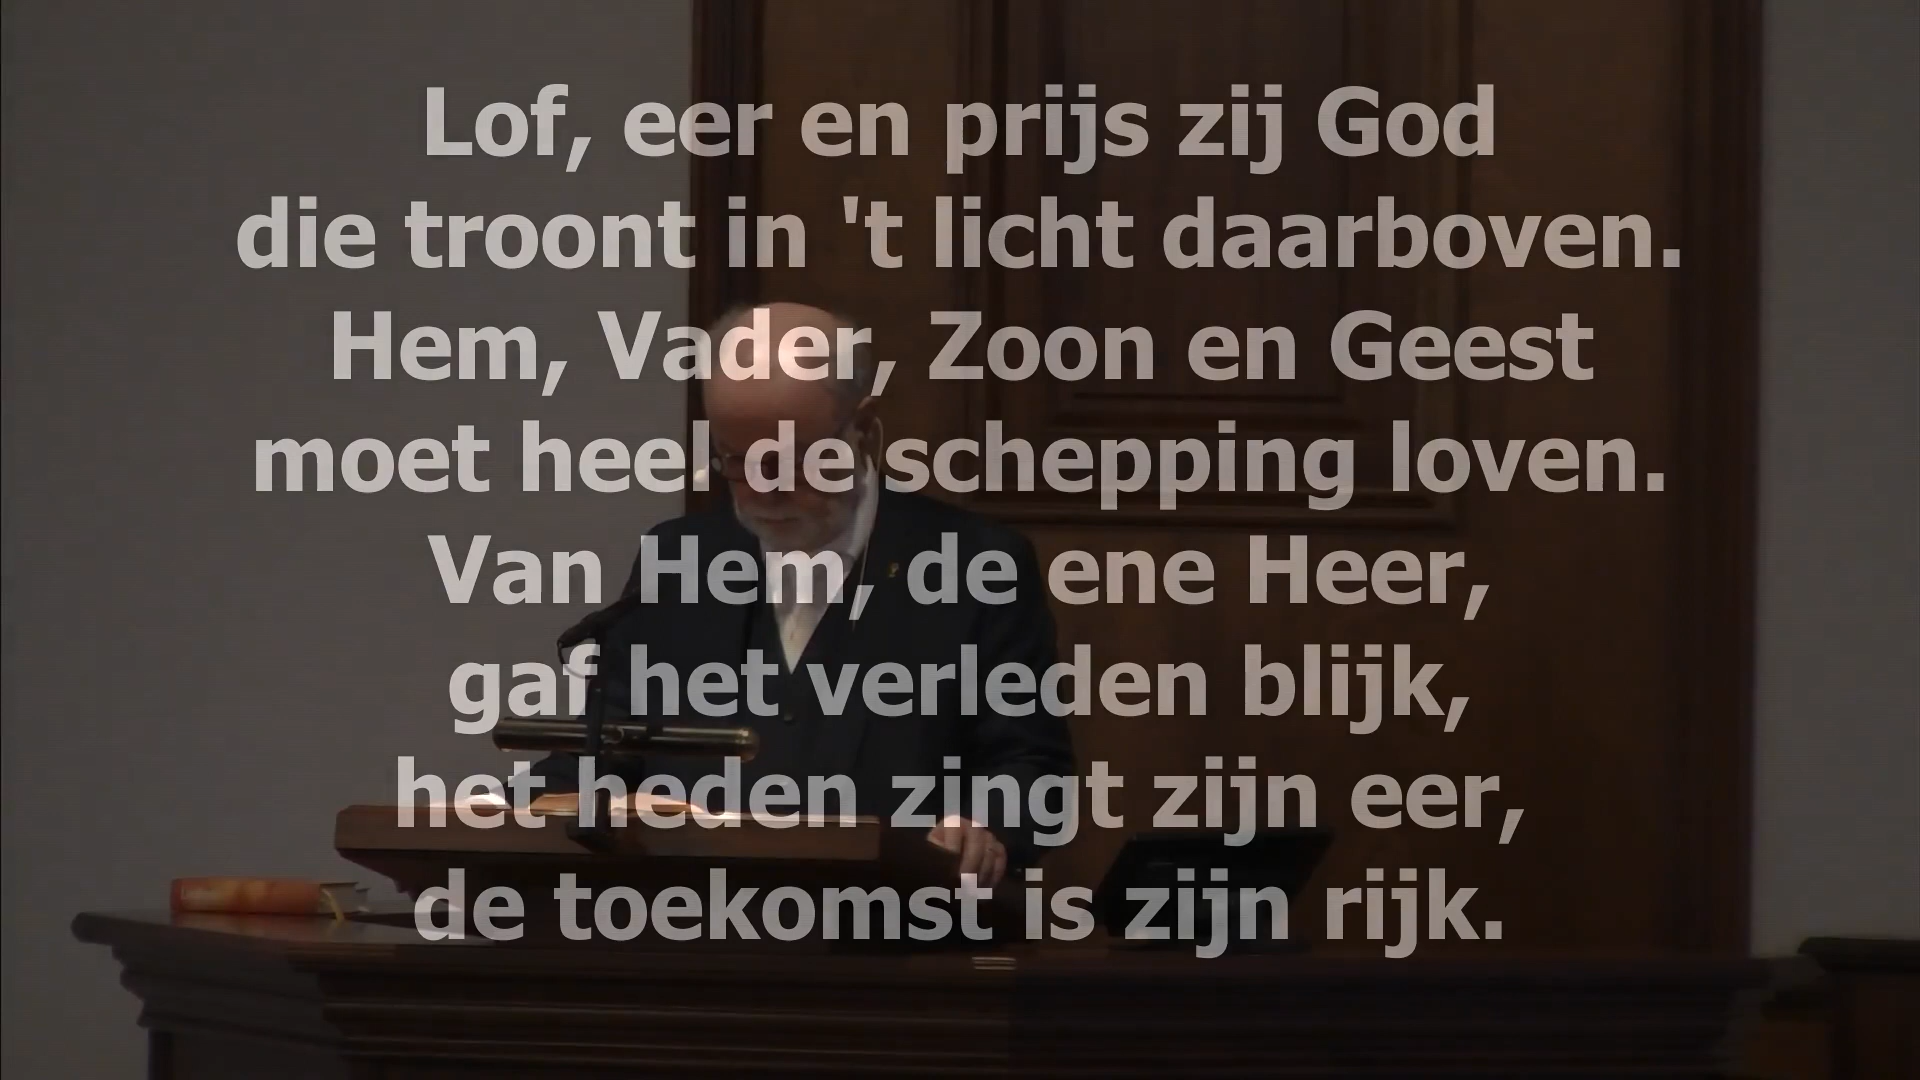 Lof, eer en prijs zij God
die troont in 't licht daarboven.
Hem, Vader, Zoon en Geest
moet heel de schepping loven.
Van Hem, de ene Heer,
gaf het verleden blijk,
het heden zingt zijn eer,
de toekomst is zijn rijk.